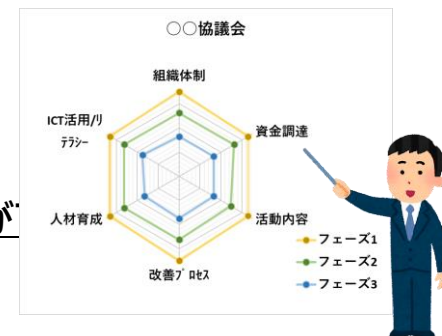 ○○協議会
組織体制
ICT活用/リ
テラシー
資金調達
人材育成
活動内容
改善プロセス
フェーズ1
フェーズ2
フェーズ3
が